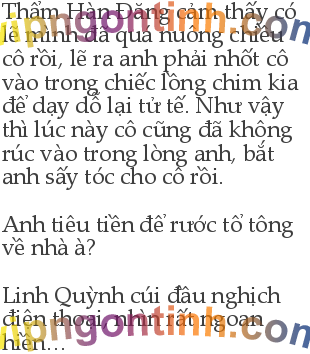 Thẩm Hàn Đăng cảm thấy có
lẽ mình đã quá nuông chiều
cô rồi, lẽ ra anh phải nhốt cô
vào trong chiếc lồng chim kia
để dạy dỗ lại tử tế. Như vậy
thì lúc này cô cũng đã không
rúc vào trong lòng anh, bắt
anh sấy tóc cho cô rồi.
Anh tiêu tiền để rước tổ tông
về nhà à?
Linh Quỳnh cúi đầu nghịch
điện thoại, nhìn rất ngoan
hiền...